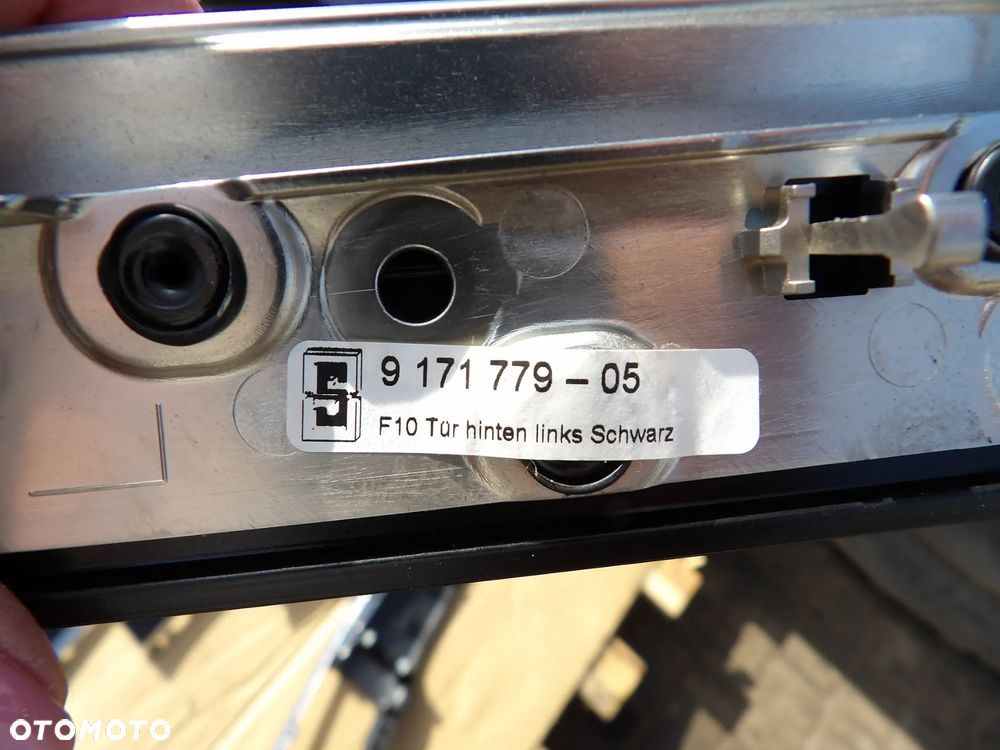 S 9 171 779 - 05
F10 Tür hinten links Schwarz
OTOMOTO